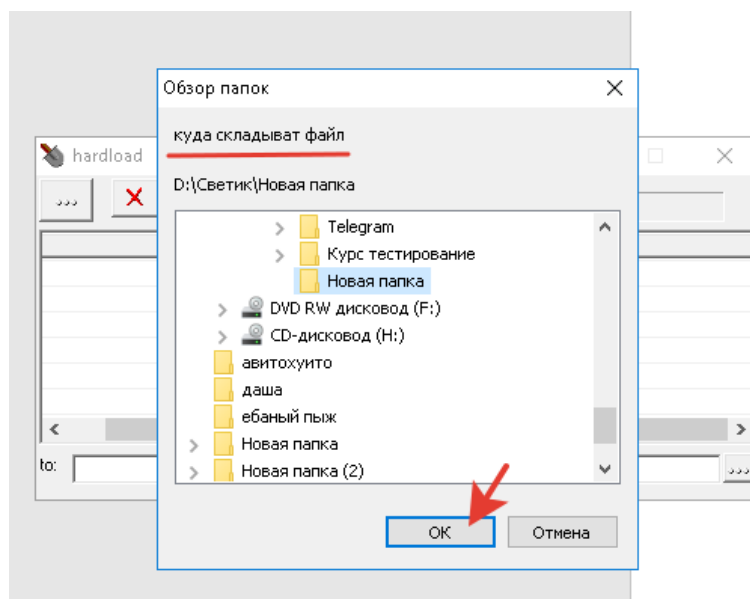 Обзор папок
куда складыват файл
hardload
D:\Светик\Новая папка
Telegram
Курс тестирование
Новая папка
DVD RW дисковод (F:)
CD-дисковод (H:)
авитохуито
даша
ебаный пыж
Новая папка
Новая папка (2)
to:
ОК
Отмена